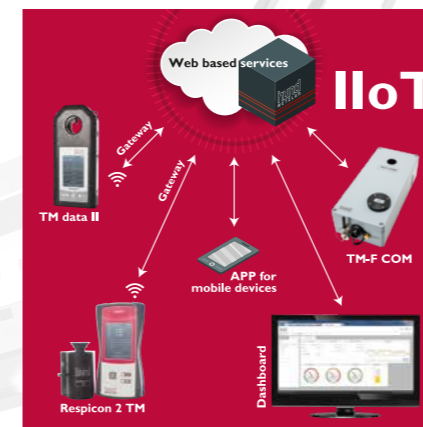 Web based services
IIoT
Gateway
Gateway
TM data II
TM-F COM
APP for
mobile devices
Dashboard
Respicon 2 TM